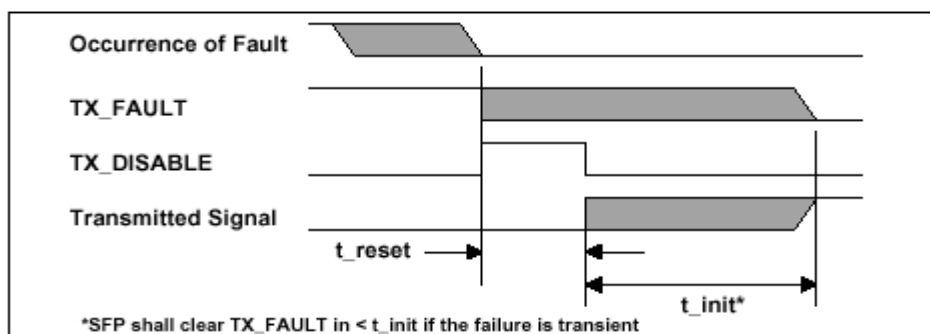 Occurrence of Fault
TX_FAULT
TX_DISABLE
Transmitted Signal
t_reset
t_init*
*SFP shall clear TX_FAULT in < t_init if the failure is transient